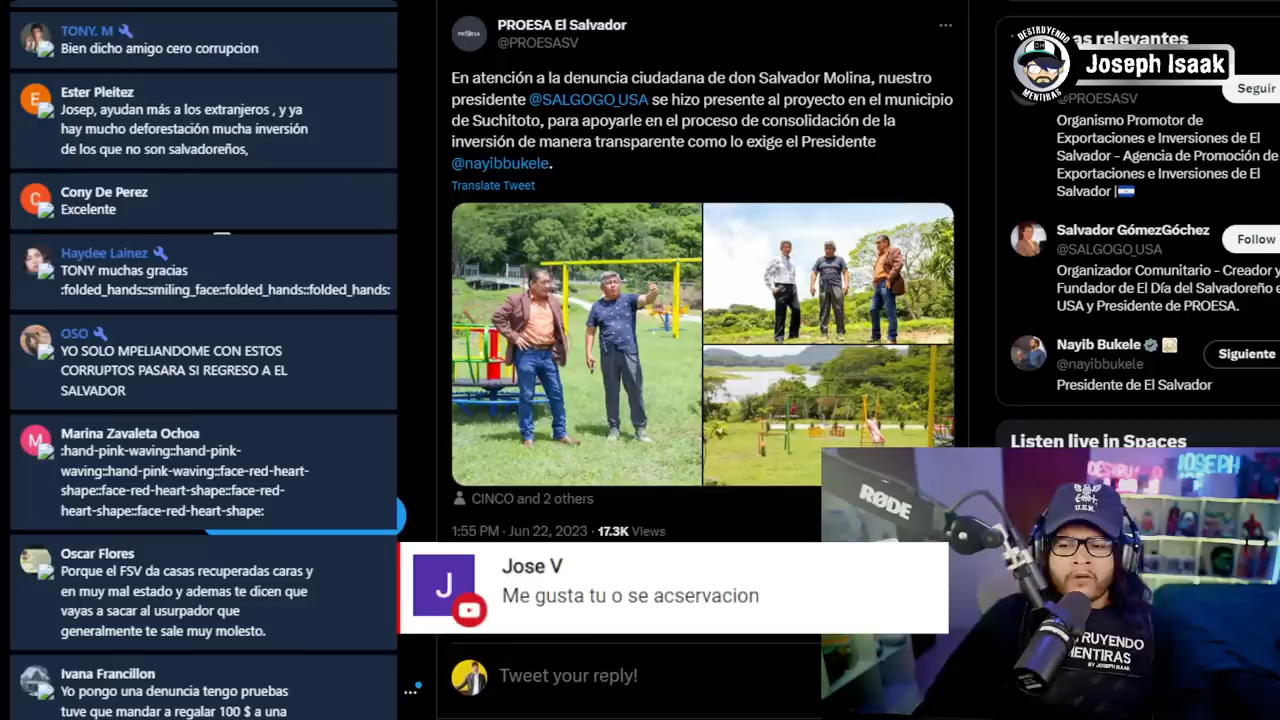 TONY. M
Bien dicho amigo cero corrupcion
Ester Pleitez
Josep, ayudan más a los extranjeros , y ya
hay mucho deforestación mucha inversión
de los que no son salvadoreños,
Cony De Perez
Excelente
Haydee Lainez
TONY muchas gracias
:folded_hands::smiling_face::folded_hands::folded_hands:
OSO
YO SOLO MPELIANDOME CON ESTOS
CORRUPTOS PASARA SI REGRESO A EL
SALVADOR
Marina Zavaleta Ochoa
:hand-pink-waving::hand-pink-
waving::hand-pink-waving::face-red-heart-
shape::face-red-heart-shape::face-red-
heart-shape::face-red-heart-shape:
Oscar Flores
Porque el FSV da casas recuperadas caras y
en muy mal estado y ademas te dicen que
vayas a sacar al usurpador que
generalmente te sale muy molesto.
Ivana Francillon
Yo pongo una denuncia tengo pruebas
tuve que mandar a regalar 100 $ a una
PROESA El Salvador
@PROESASV
En atención a la denuncia ciudadana de don Salvador Molina, nuestro
presidente @SALGOGO_USA se hizo presente al proyecto en el municipio
de Suchitoto, para apoyarle en el proceso de consolidación de la
inversión de manera transparente como lo exige el Presidente
@nayibbukele.
Translate Tweet
CINCO and 2 others
1:55 PM · Jun 22, 2023 · 17.3K Views
J
Jose V
Me gusta tu o se acservacion
Tweet your reply!
as relevantes
DESTRUYENDO
MENTIRAS
Joseph Isaak
Seguir
@PROESASV
Organismo Promotor de
Exportaciones e Inversiones de El
Salvador - Agencia de Promoción de
Exportaciones e Inversiones de El
Salvador |
Salvador GómezGóchez
@SALGOGO_USA
Follow
Organizador Comunitario - Creador y
Fundador de El Día del Salvadoreño e
USA y Presidente de PROESA.
Nayib Bukele
@nayibbukele
Siguiente
Presidente de El Salvador
Listen live in Spaces
RØDE
JOSEPH
TRUYENDO
MENTIRAS
BY JOSEPH ISAAK